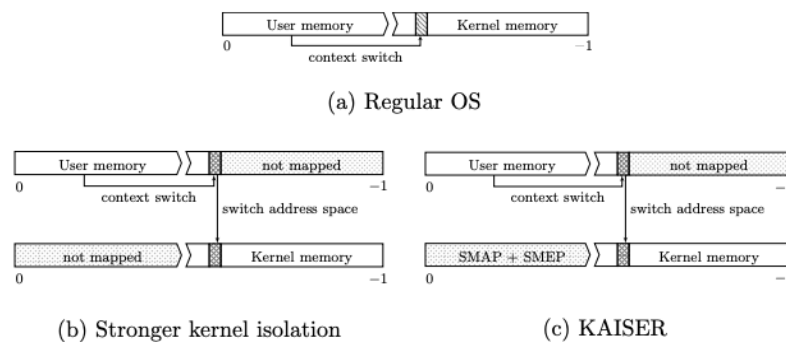 User memory Kernel memory
0 −1
context switch
(a) Regular OS
User memory not mapped
0 −1
context switch
switch address space
not mapped Kernel memory
0 −1
(b) Stronger kernel isolation
User memory not mapped
0 −
context switch
switch address space
SMAP + SMEP Kernel memory
0 −
(c) KAISER